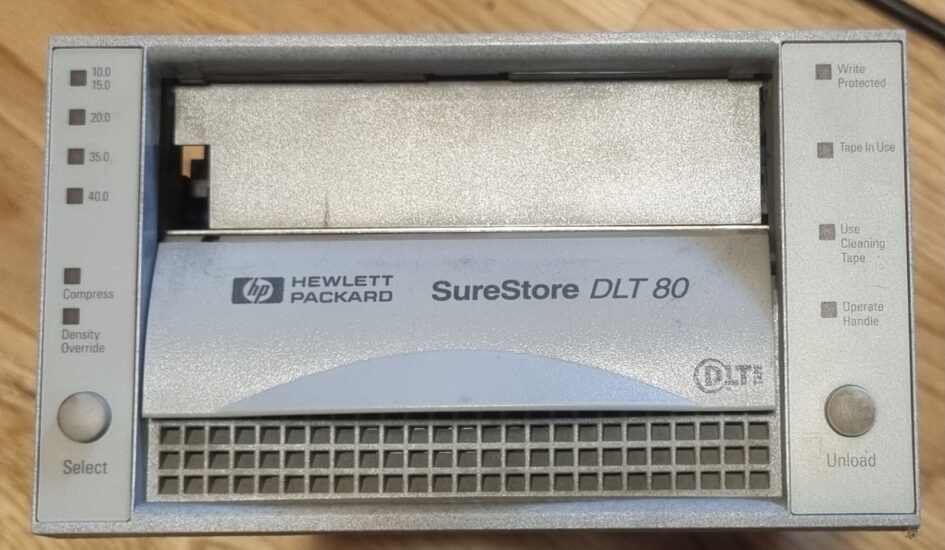 10.0
15.0
20.0
35.0
40.0
Compress
Density
Override
Select
hp HEWLETT
PACKARD
SureStore DLT 80
DLT
Write
Protected
Tape In Use
Use
Cleaning
Tape
Operate
Handle
Unload